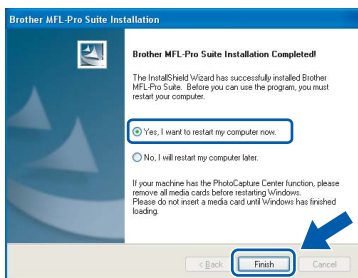 Brother MFL-Pro Suite Installation
Brother MFL-Pro Suite Installation Completed!
The InstallShield Wizard has successfully installed Brother
MFL-Pro Suite. Before you can use the program, you must
restart your computer.
Yes, I want to restart my computer now.
No, I will restart my computer later.
If your machine has the PhotoCapture Center function, please
remove all media cards before restarting Windows.
Please do not insert a media card until Windows has finished
loading.
< Back
Finish
Cancel